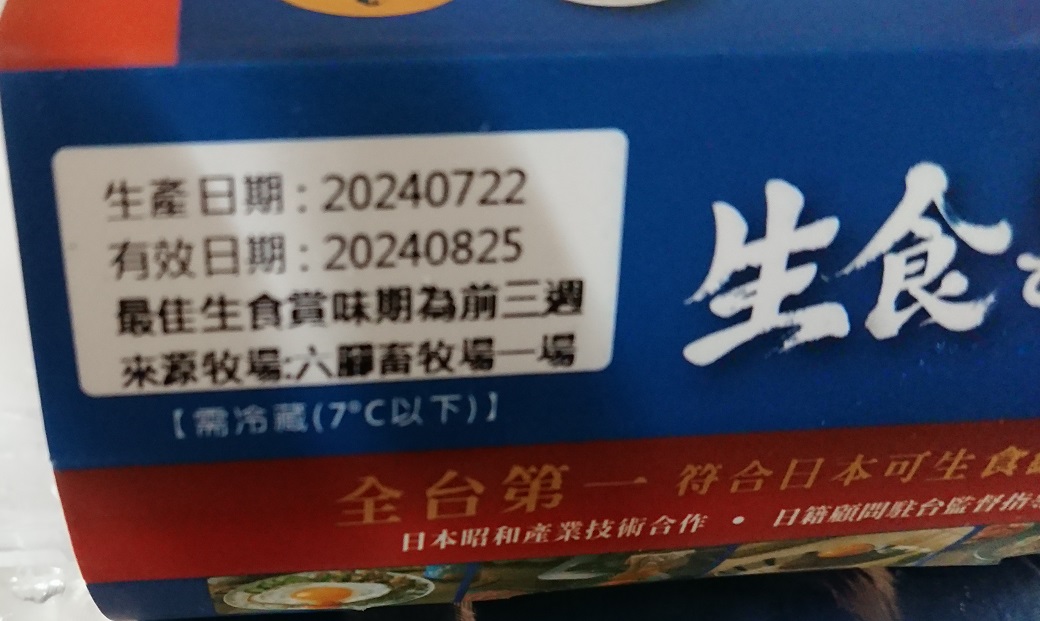 生產日期：20240722
有效日期：20240825
最佳生食賞味期為前三週
來源牧場:六腳畜牧場一場
【需冷藏(7°C以下)】
生食
全台第一 符合日本可生食
日本昭和產業技術合作 • 日籍顧問駐台監督指導